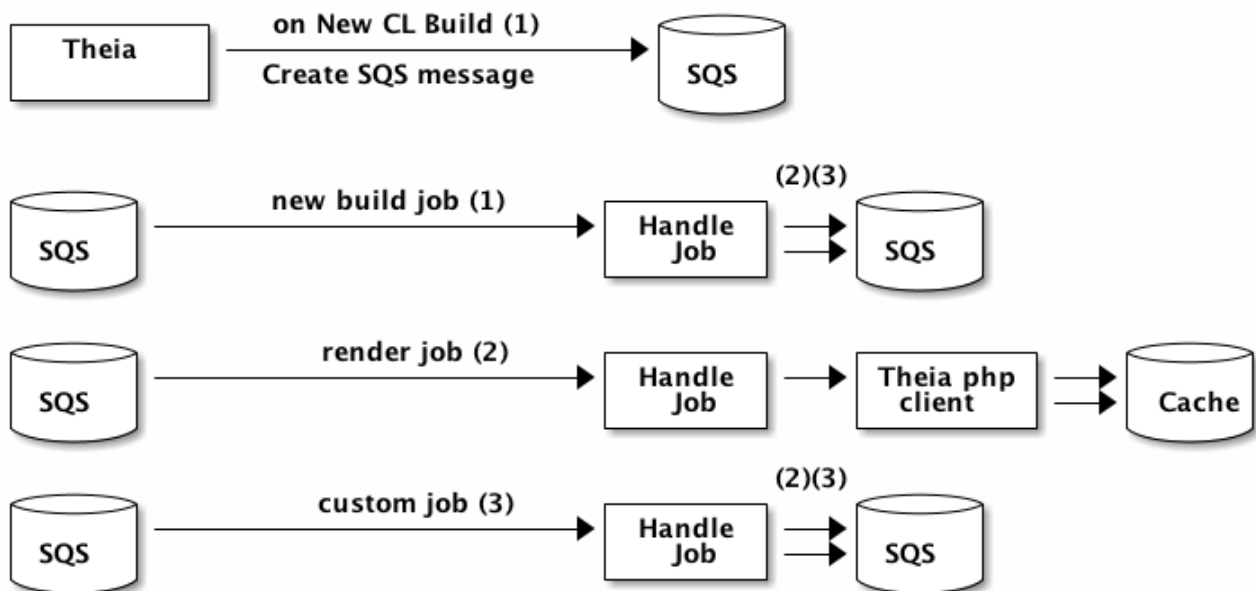 Theia
on New CL Build (1)
Create SQS message
SQS
SQS
new build job (1)
Handle
Job
(2)(3)
SQS
SQS
render job (2)
Handle
Job
Theia php
client
Cache
SQS
custom job (3)
Handle
Job
(2)(3)
SQS